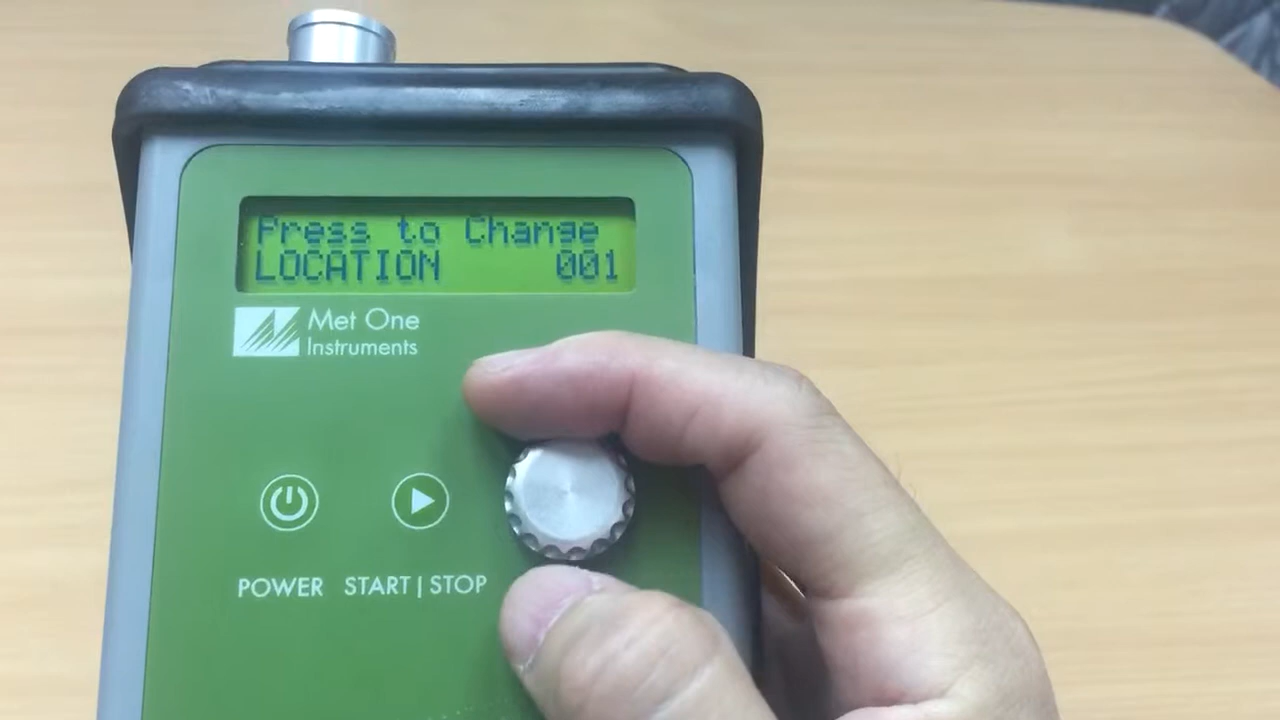 Press to Change
LOCATION 001
Met One
Instruments
POWER START | STOP